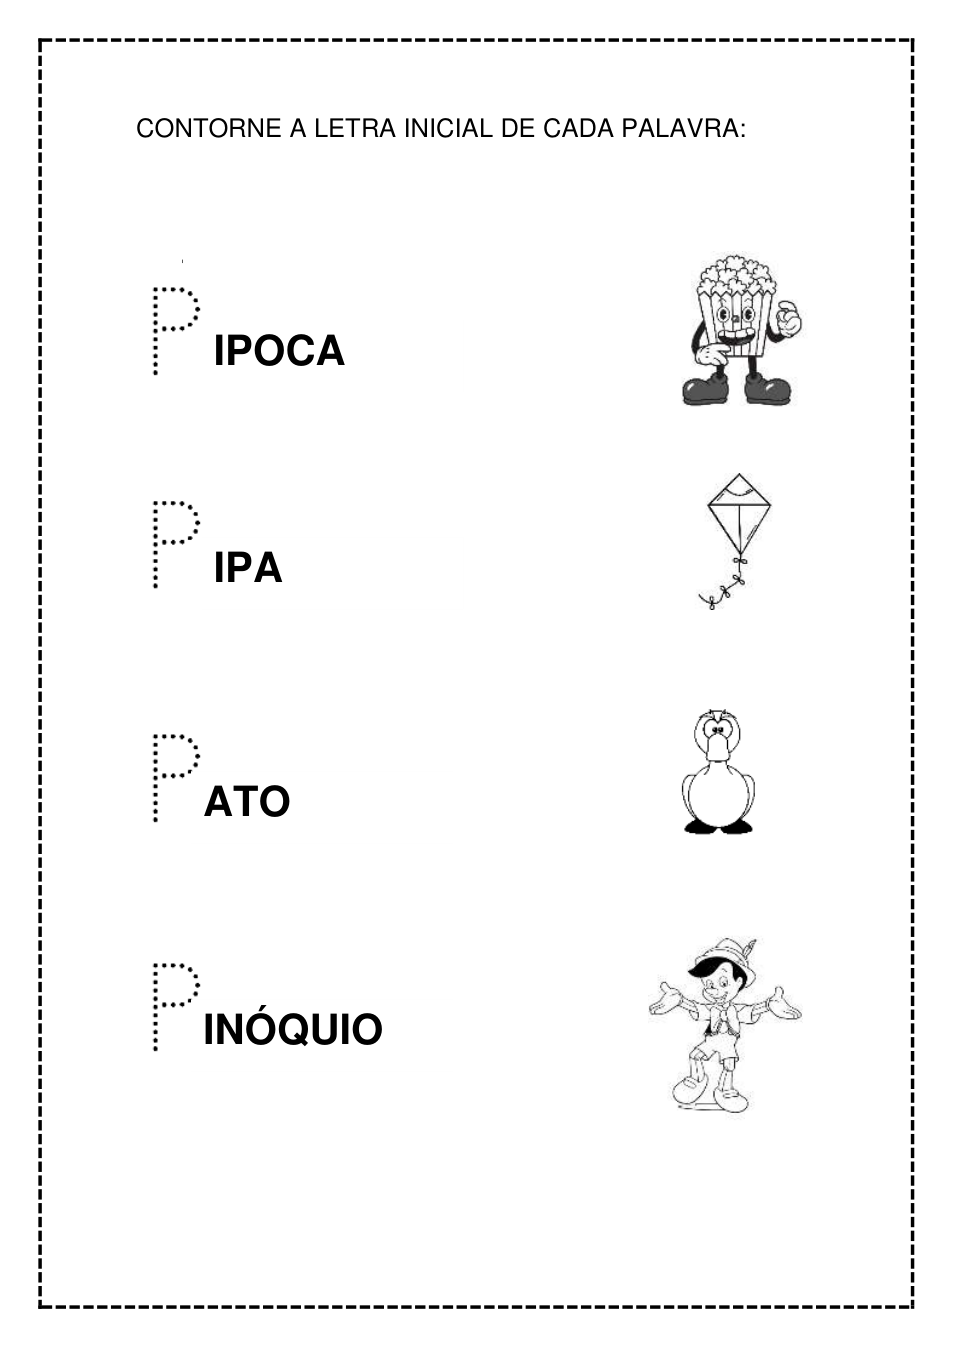 CONTORNE A LETRA INICIAL DE CADA PALAVRA:
PIPOCA
PIPA
PATO
PINÓQUIO